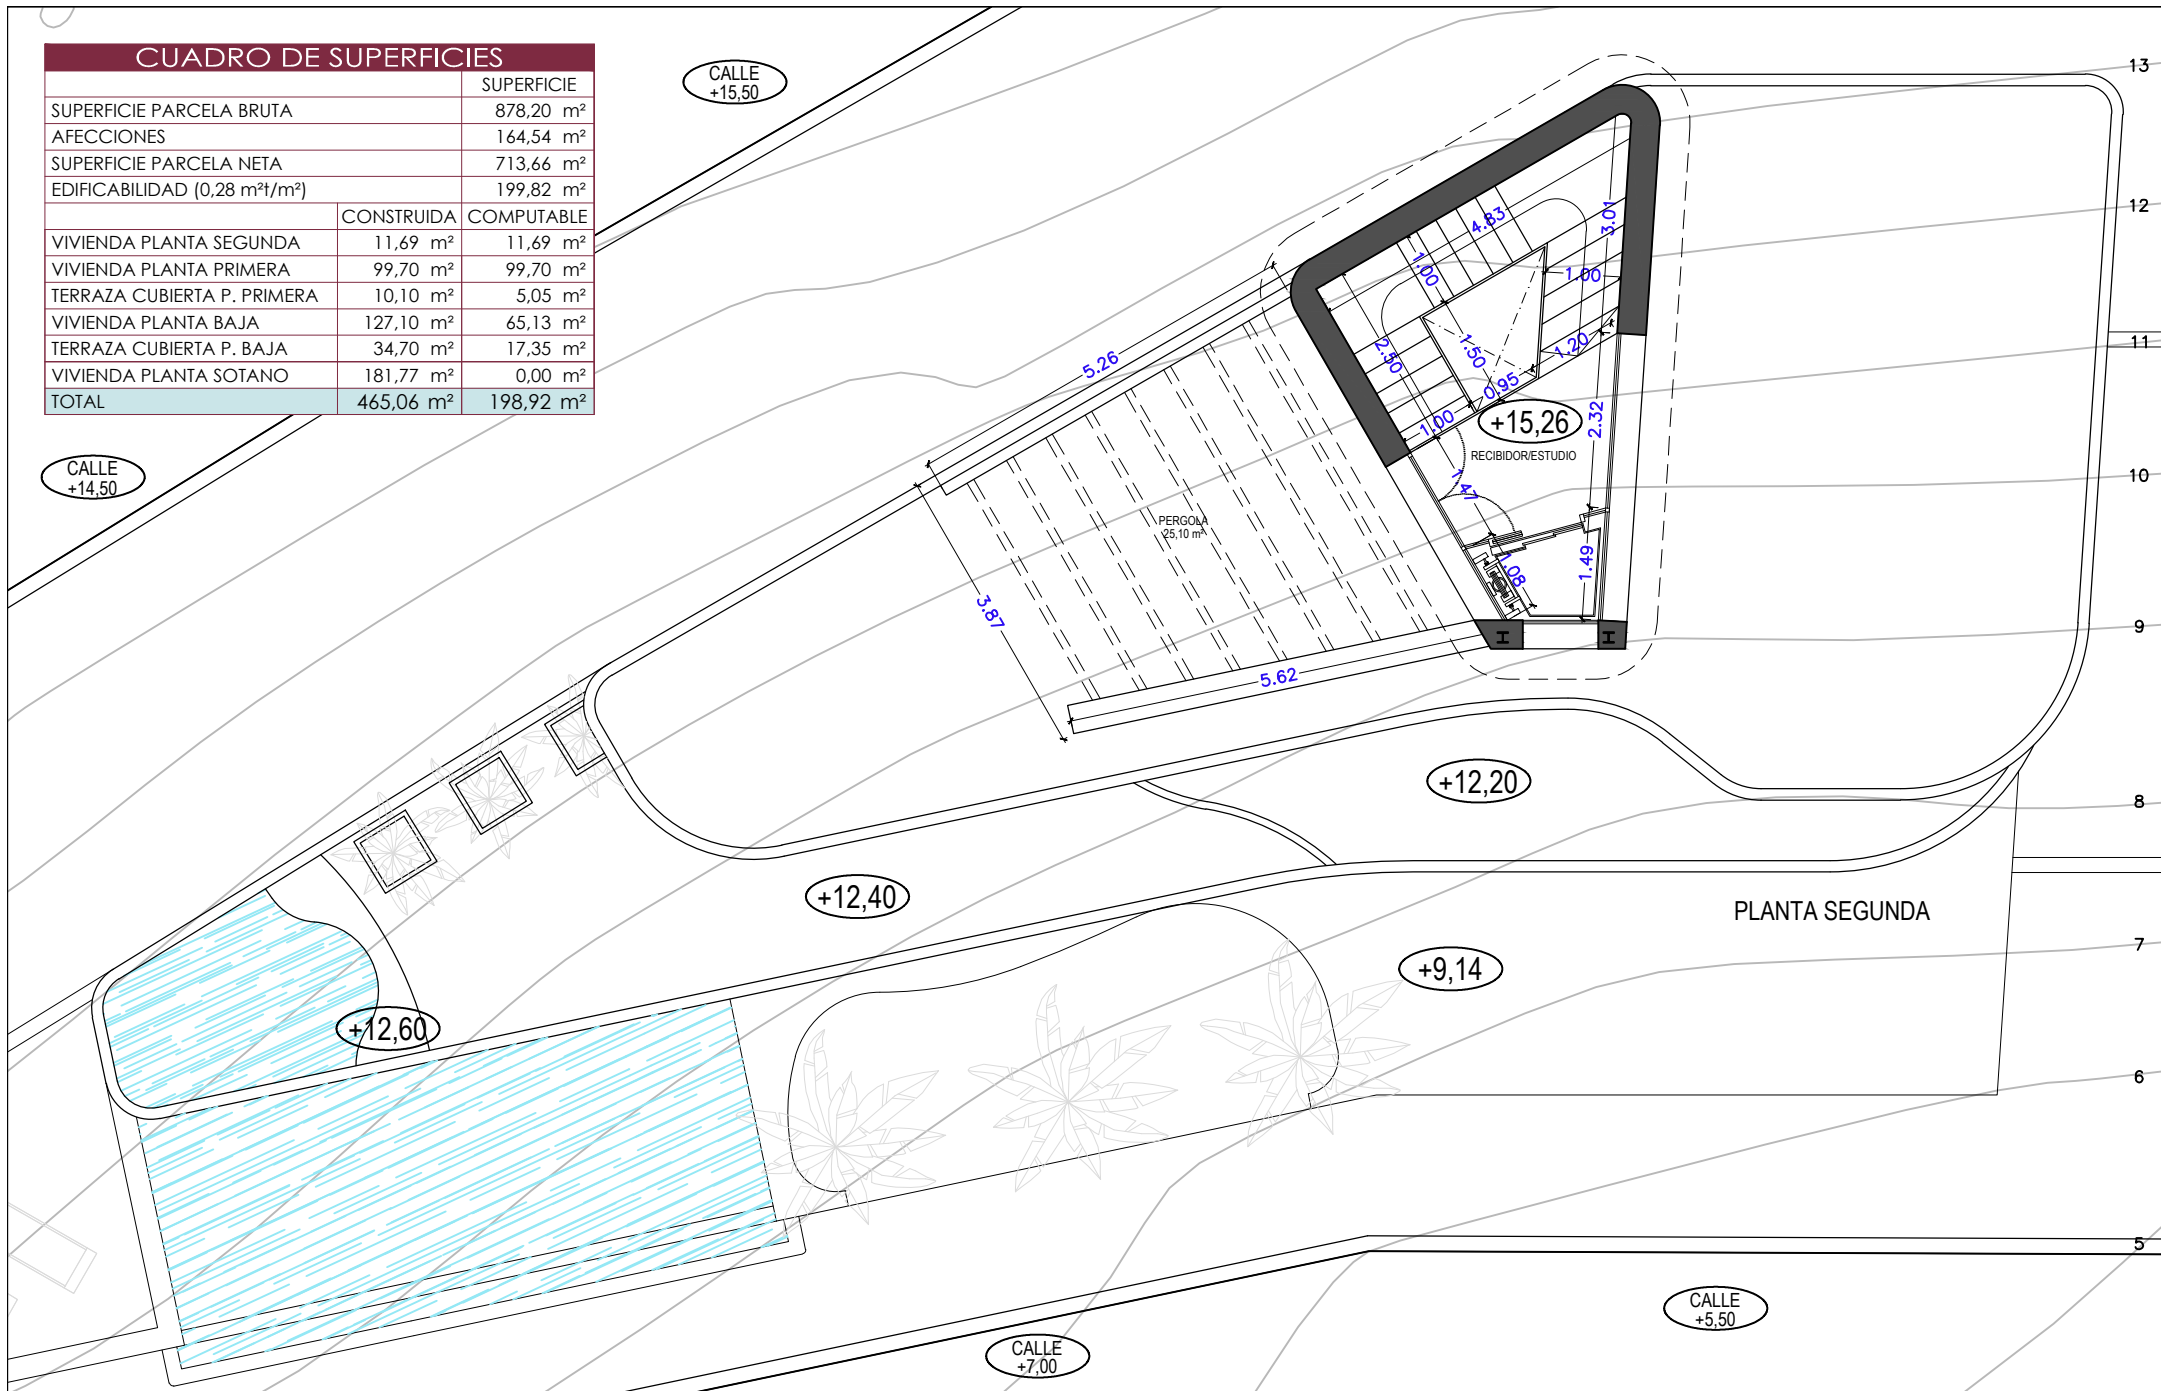 CUADRO DE SUPERFICIES
SUPERFICIE
SUPERFICIE PARCELA BRUTA 878,20 m²
AFECCIONES 164,54 m²
SUPERFICIE PARCELA NETA 713,66 m²
EDIFICABILIDAD (0,28 m²t/m²) 199,82 m²
CONSTRUIDA COMPUTABLE
VIVIENDA PLANTA SEGUNDA 11,69 m² 11,69 m²
VIVIENDA PLANTA PRIMERA 99,70 m² 99,70 m²
TERRAZA CUBIERTA P. PRIMERA 10,10 m² 5,05 m²
VIVIENDA PLANTA BAJA 127,10 m² 65,13 m²
TERRAZA CUBIERTA P. BAJA 34,70 m² 17,35 m²
VIVIENDA PLANTA SOTANO 181,77 m² 0,00 m²
TOTAL 465,06 m² 198,92 m²
CALLE
+15,50
CALLE
+14,50
13
12
11
10
9
8
7
6
5
4.83
3.01
1.00
1.00
2.50
1.50
1.20
0.95
1.00
5.26
+15,26
2.32
RECIBIDOR/ESTUDIO
1.47
PERGOLA
25,10 m²
1.08
1.49
3.87
5.62
+12,20
+12,40
PLANTA SEGUNDA
+9,14
+12,60
CALLE
+5,50
CALLE
+7,00